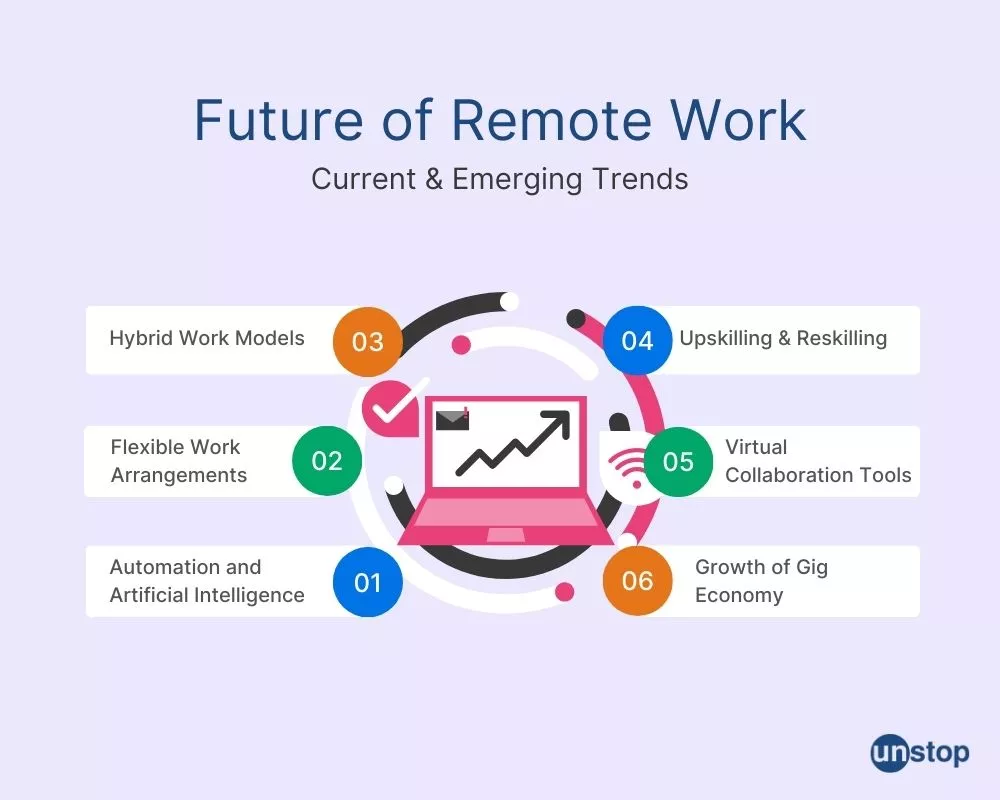 Future of Remote Work
Current & Emerging Trends
Hybrid Work Models
03
04
Upskilling & Reskilling
Flexible Work
Arrangements
02
05
Virtual
Collaboration Tools
Automation and
Artificial Intelligence
01
06
Growth of Gig
Economy
unstop